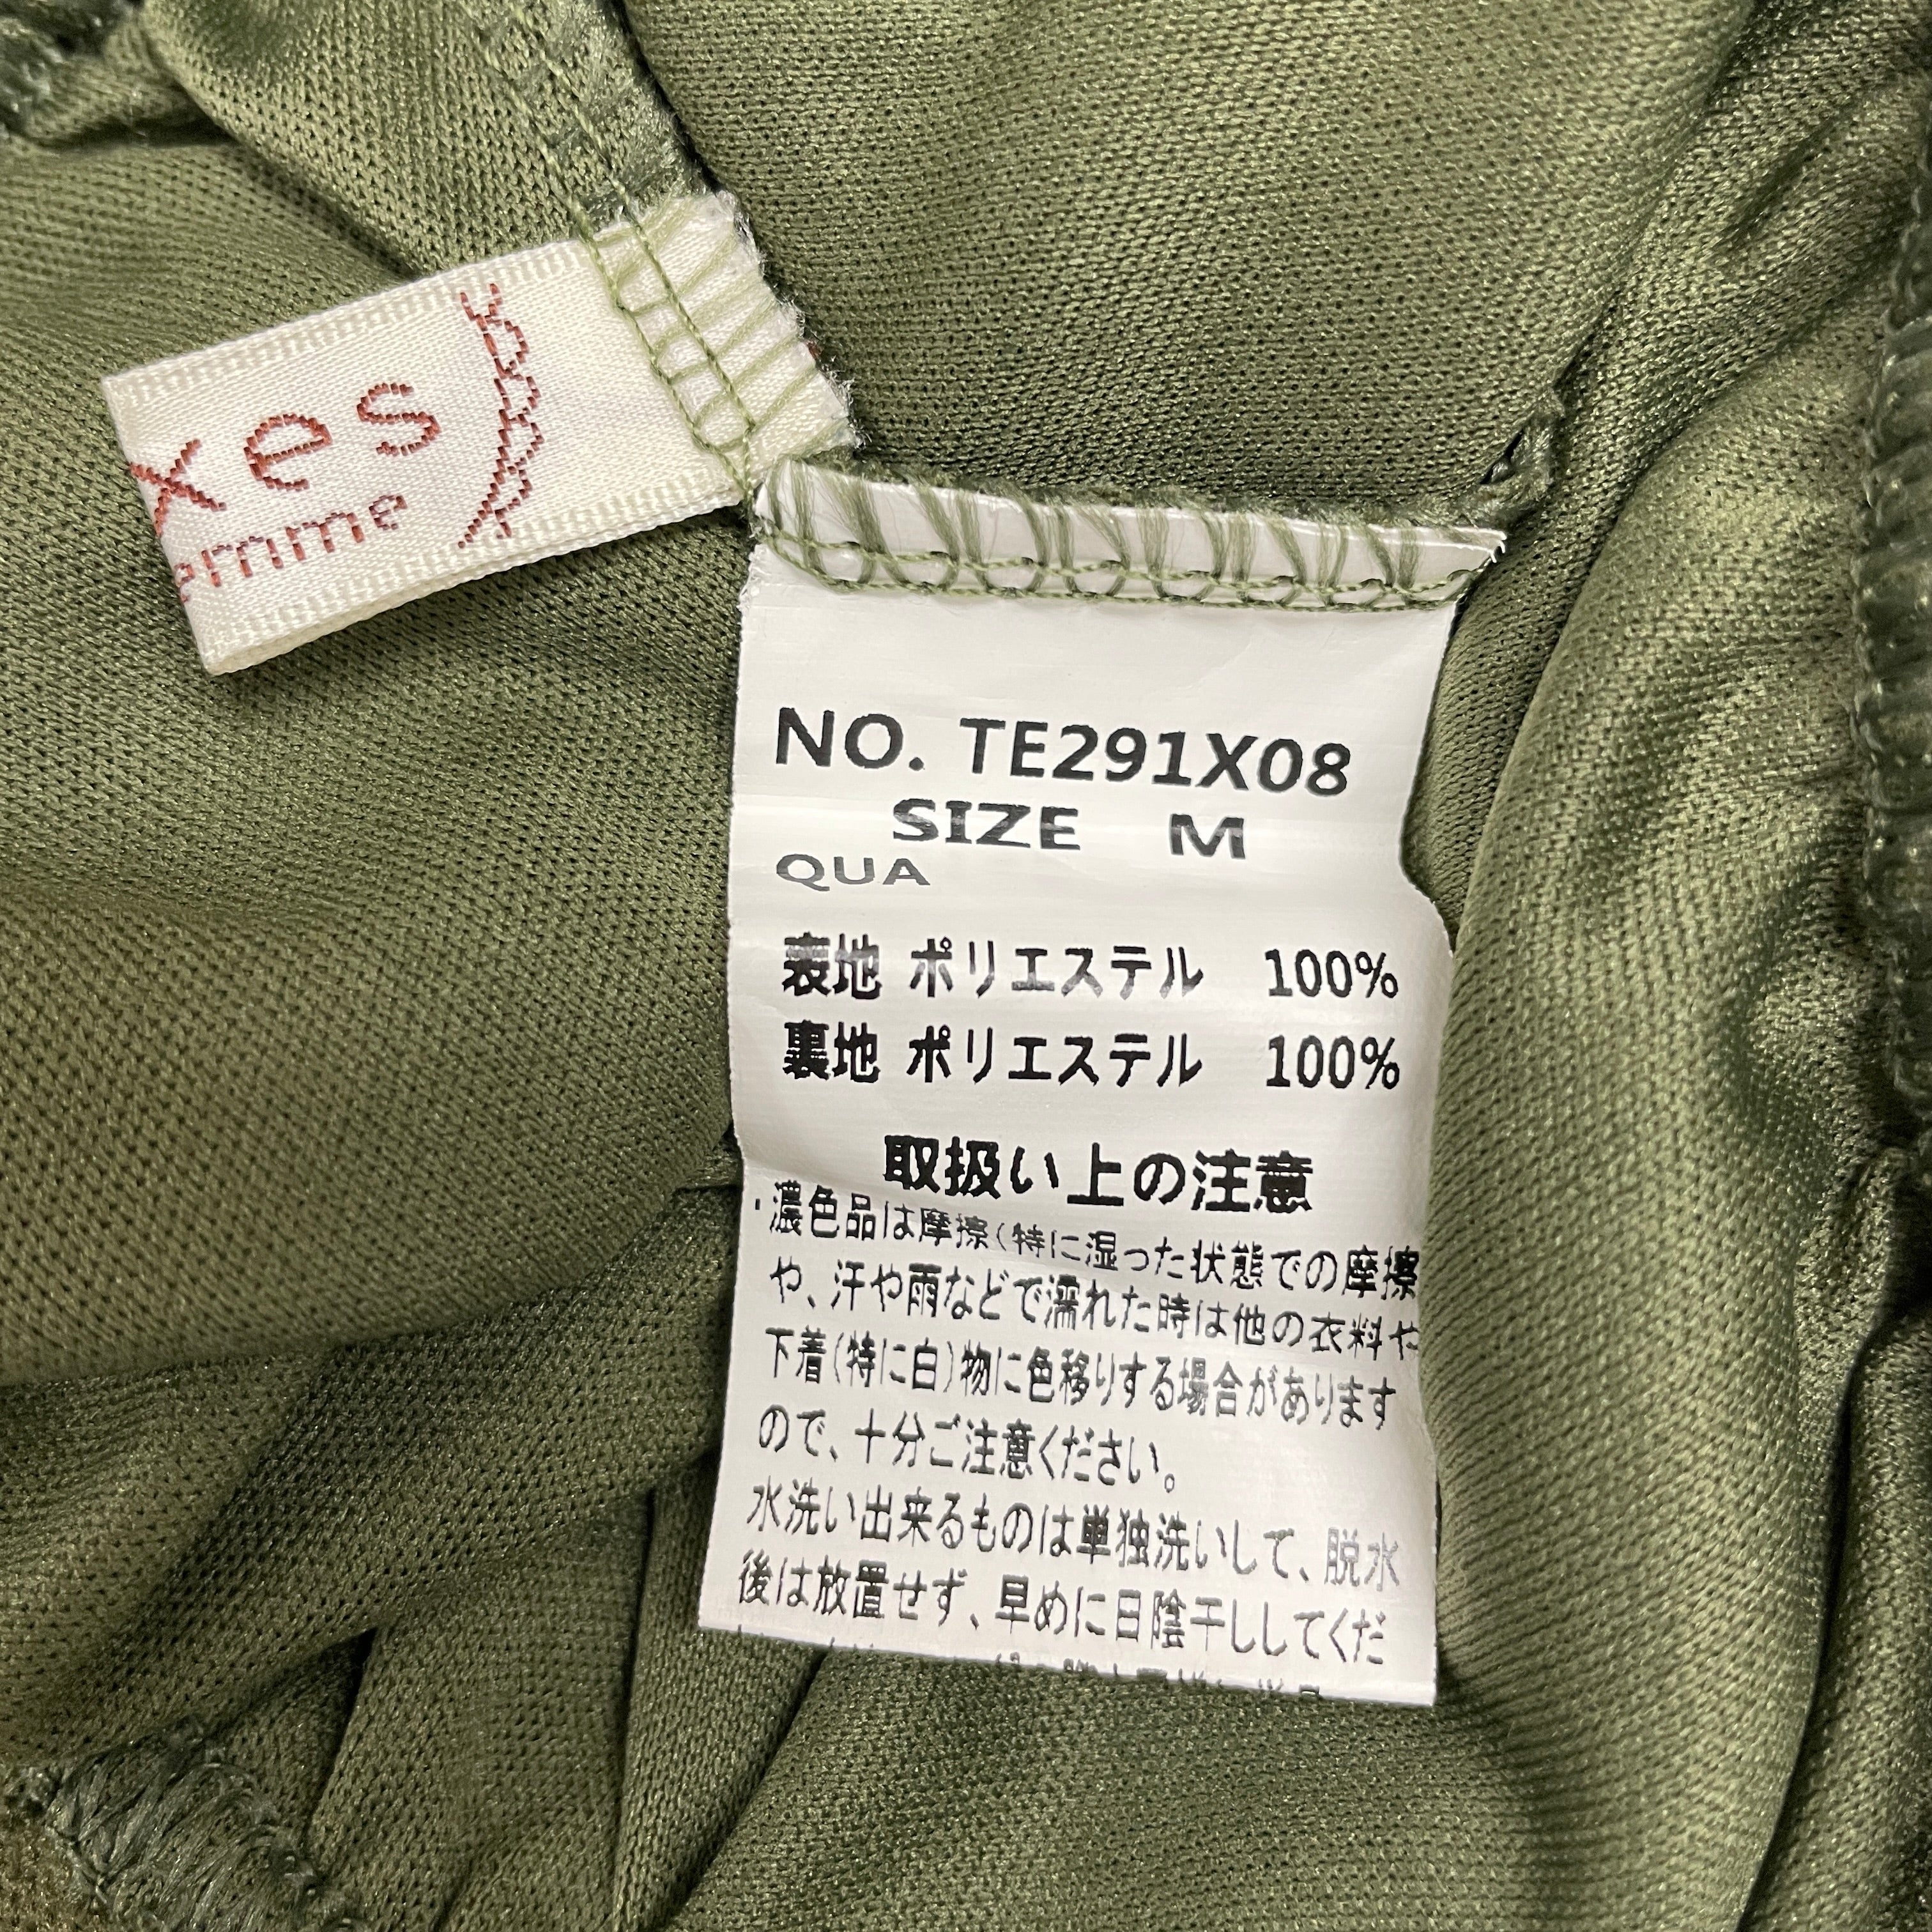 xes
emme
NO. TE291X08
SIZE M
QUA
表地 ポリエステル 100%
裏地 ポリエステル 100%
取扱い上の注意
・濃色品は摩擦(特に湿った状態での摩擦
や、汗や雨などで濡れた時は他の衣料や
下着(特に白)物に色移りする場合があります
ので、十分ご注意ください。
水洗い出来るものは単独洗いして、脱水
後は放置せず、早めに日陰干ししてくだ